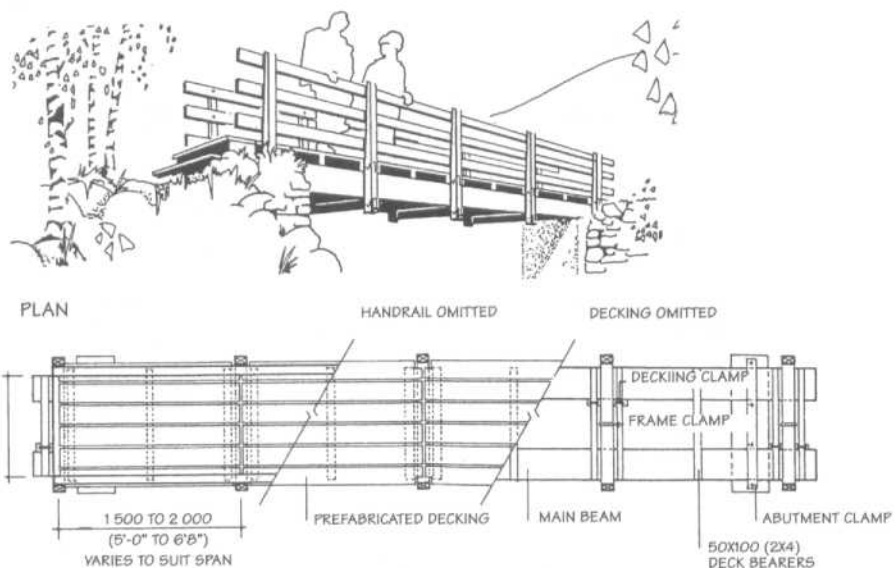 PLAN
HANDRAIL OMITTED
DECKING OMITTED
DECKIING CLAMP
FRAME CLAMP
1 500 TO 2 000
(5'-0" TO 6'8")
VARIES TO SUIT SPAN
PREFABRICATED DECKING
MAIN BEAM
ABUTMENT CLAMP
50X100 (2X4)
DECK BEARERS